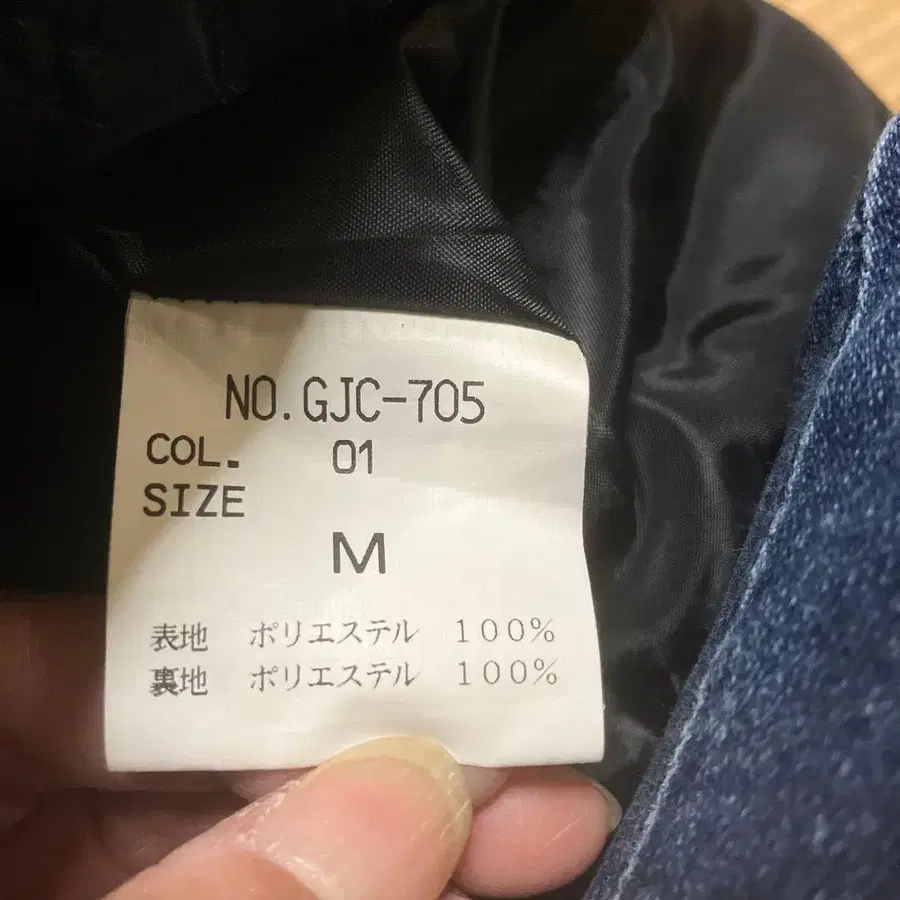 NO.GJC-705
COL. 01
SIZE
M
表地 ポリエステル 100%
裏地 ポリエステル 100%